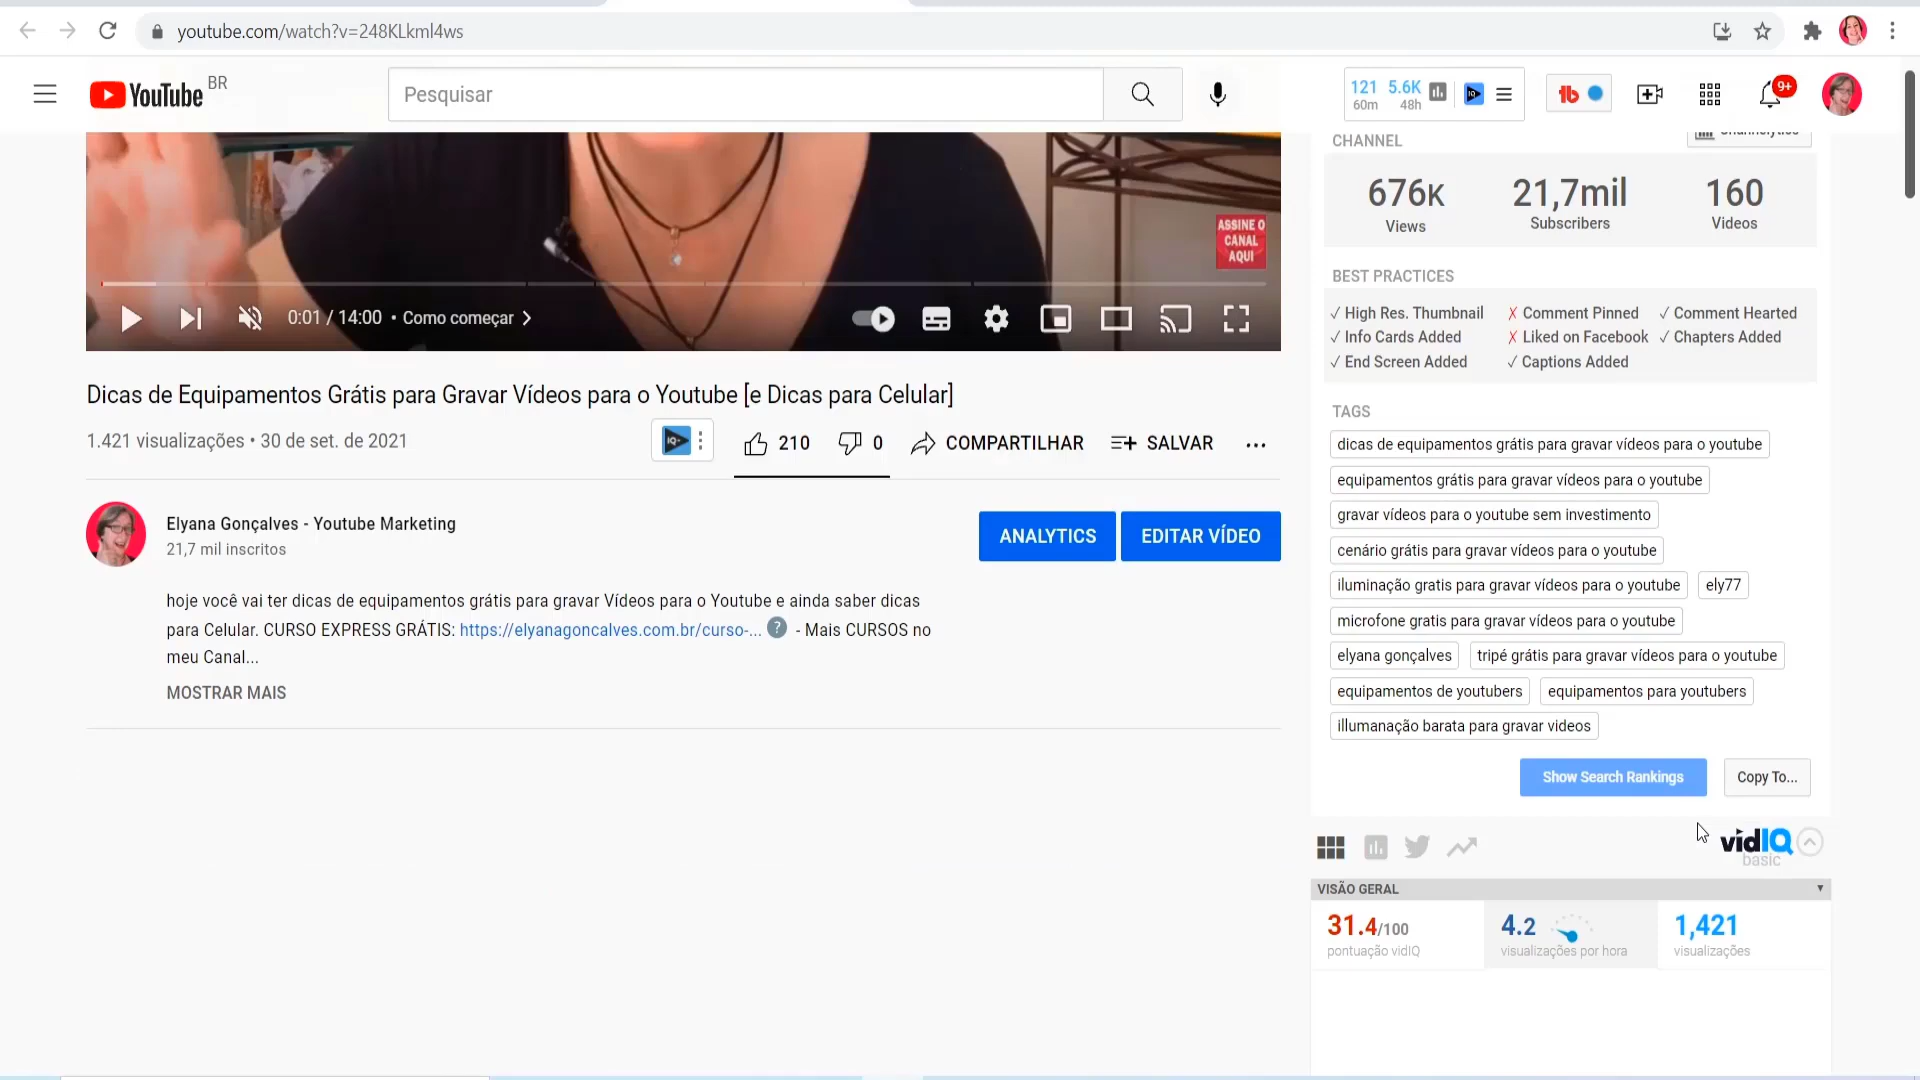 youtube.com/watch?v=248KLkml4ws
YouTube BR
Pesquisar
121 5.6K
60m 48h
9+
CHANNEL
676K 21,7mil 160
Views Subscribers Videos
ASSINE O
CANAL
AQUI
BEST PRACTICES
✓ High Res. Thumbnail ✗ Comment Pinned ✓ Comment Hearted
✓ Info Cards Added ✗ Liked on Facebook ✓ Chapters Added
✓ End Screen Added ✓ Captions Added
0:01 / 14:00 • Como começar
Dicas de Equipamentos Grátis para Gravar Vídeos para o Youtube [e Dicas para Celular]
1.421 visualizações • 30 de set. de 2021
IQ 210 0 COMPARTILHAR SALVAR ...
Elyana Gonçalves - Youtube Marketing
21,7 mil inscritos
ANALYTICS EDITAR VÍDEO
hoje você vai ter dicas de equipamentos grátis para gravar Vídeos para o Youtube e ainda saber dicas
para Celular. CURSO EXPRESS GRÁTIS: https://elyanagoncalves.com.br/curso-... ? - Mais CURSOS no
meu Canal...
MOSTRAR MAIS
TAGS
dicas de equipamentos grátis para gravar vídeos para o youtube
equipamentos grátis para gravar vídeos para o youtube
gravar vídeos para o youtube sem investimento
cenário grátis para gravar vídeos para o youtube
iluminação gratis para gravar vídeos para o youtube ely77
microfone gratis para gravar vídeos para o youtube
elyana gonçalves tripé grátis para gravar vídeos para o youtube
equipamentos de youtubers equipamentos para youtubers
illumanação barata para gravar videos
Show Search Rankings Copy To...
vidIQ
basic
VISÃO GERAL
31.4/100 4.2 1,421
pontuação vidIQ visualizações por hora visualizações